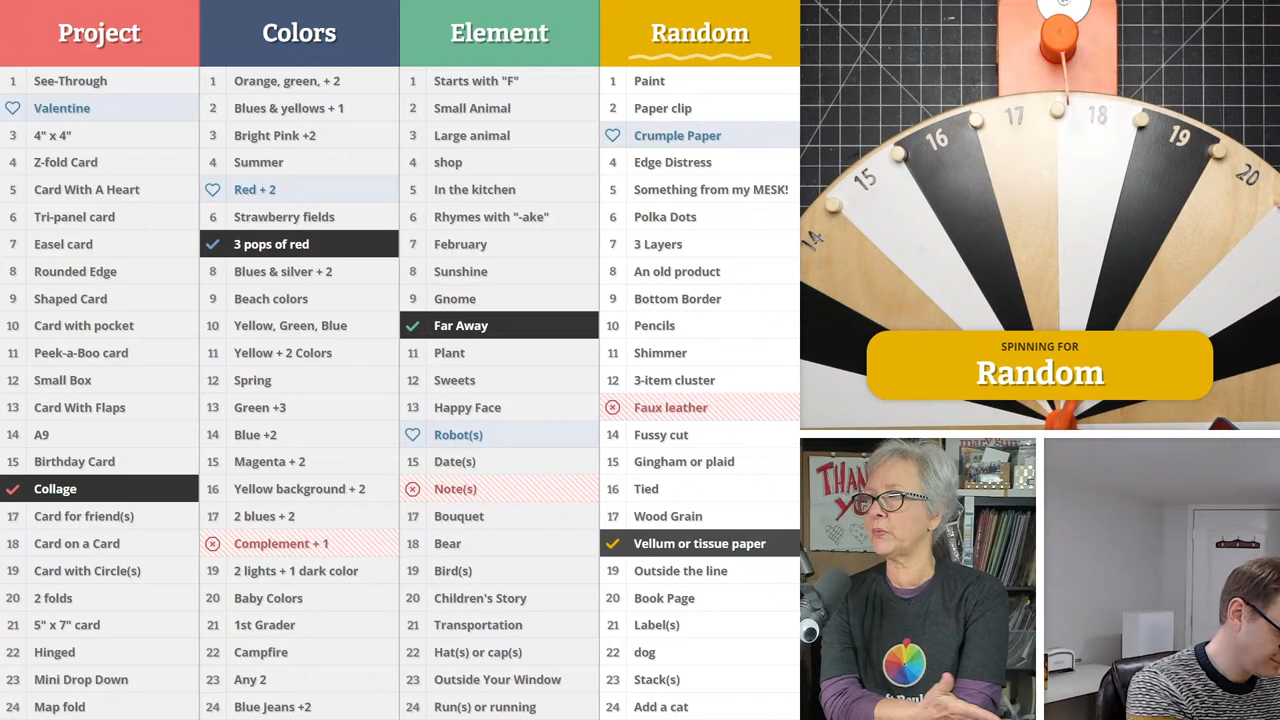 Project
1 See-Through
Valentine
3 4" x 4"
4 Z-fold Card
5 Card With A Heart
6 Tri-panel card
7 Easel card
8 Rounded Edge
9 Shaped Card
10 Card with pocket
11 Peek-a-Boo card
12 Small Box
13 Card With Flaps
14 A9
15 Birthday Card
Collage
17 Card for friend(s)
18 Card on a Card
19 Card with Circle(s)
20 2 folds
21 5" x 7" card
22 Hinged
23 Mini Drop Down
24 Map fold
Colors
1 Orange, green, + 2
2 Blues & yellows + 1
3 Bright Pink +2
4 Summer
Red + 2
6 Strawberry fields
3 pops of red
8 Blues & silver + 2
9 Beach colors
10 Yellow, Green, Blue
11 Yellow + 2 Colors
12 Spring
13 Green +3
14 Blue +2
15 Magenta + 2
16 Yellow background + 2
17 2 blues + 2
Complement + 1
19 2 lights + 1 dark color
20 Baby Colors
21 1st Grader
22 Campfire
23 Any 2
24 Blue Jeans +2
Element
1 Starts with "F"
2 Small Animal
3 Large animal
4 shop
5 In the kitchen
6 Rhymes with "-ake"
7 February
8 Sunshine
9 Gnome
Far Away
11 Plant
12 Sweets
13 Happy Face
Robot(s)
15 Date(s)
Note(s)
17 Bouquet
18 Bear
19 Bird(s)
20 Children's Story
21 Transportation
22 Hat(s) or cap(s)
23 Outside Your Window
24 Run(s) or running
Random
1 Paint
2 Paper clip
Crumple Paper
4 Edge Distress
5 Something from my MESK!
6 Polka Dots
7 3 Layers
8 An old product
9 Bottom Border
10 Pencils
11 Shimmer
12 3-item cluster
Faux leather
14 Fussy cut
15 Gingham or plaid
16 Tied
17 Wood Grain
Vellum or tissue paper
19 Outside the line
20 Book Page
21 Label(s)
22 dog
23 Stack(s)
24 Add a cat
14
15
16
17
18
19
20
SPINNING FOR
Random
THAN